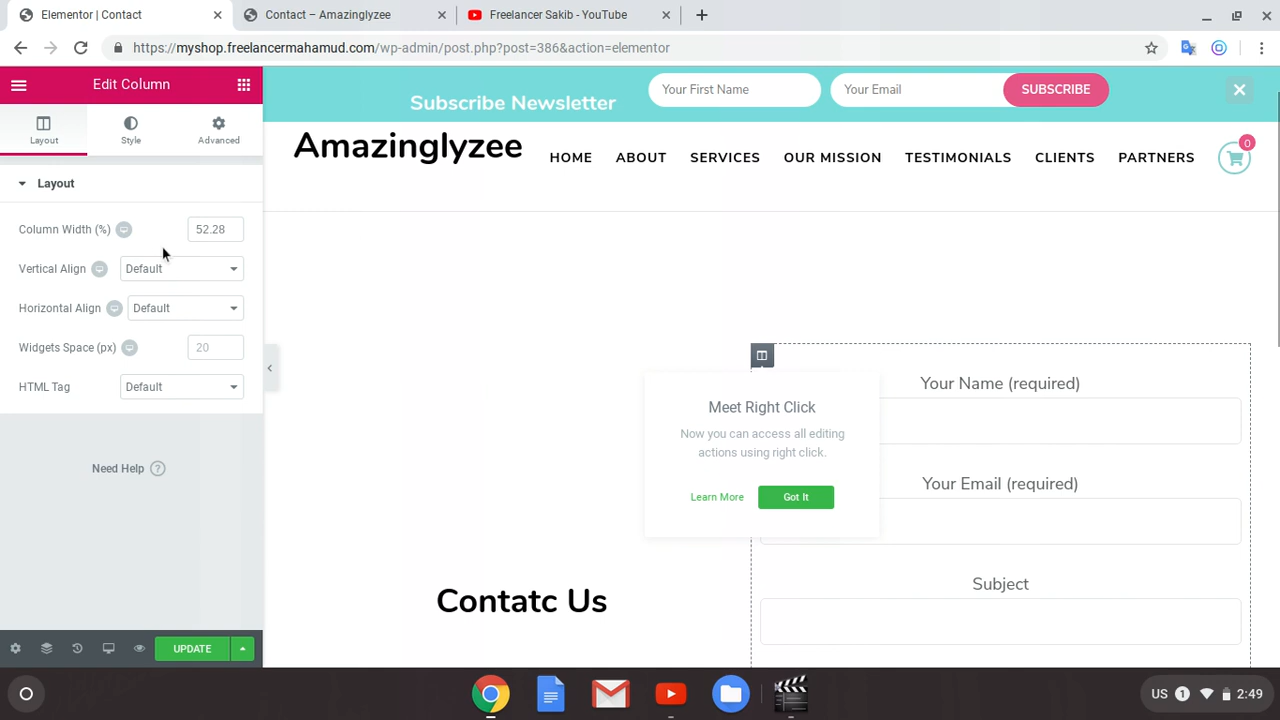 Elementor | Contact
Contact – Amazinglyzee
Freelancer Sakib - YouTube
https://myshop.freelancermahamud.com/wp-admin/post.php?post=386&action=elementor
Edit Column
Layout
Style
Advanced
Layout
Column Width (%)
52.28
Vertical Align
Default
Horizontal Align
Default
Widgets Space (px)
20
HTML Tag
Default
Need Help
?
UPDATE
Subscribe Newsletter
Your First Name
Your Email
SUBSCRIBE
Amazinglyzee
HOME
ABOUT
SERVICES
OUR MISSION
TESTIMONIALS
CLIENTS
PARTNERS
0
Your Name (required)
Meet Right Click
Now you can access all editing
actions using right click.
Learn More
Got It
Your Email (required)
Subject
Contatc Us
US
1
2:49